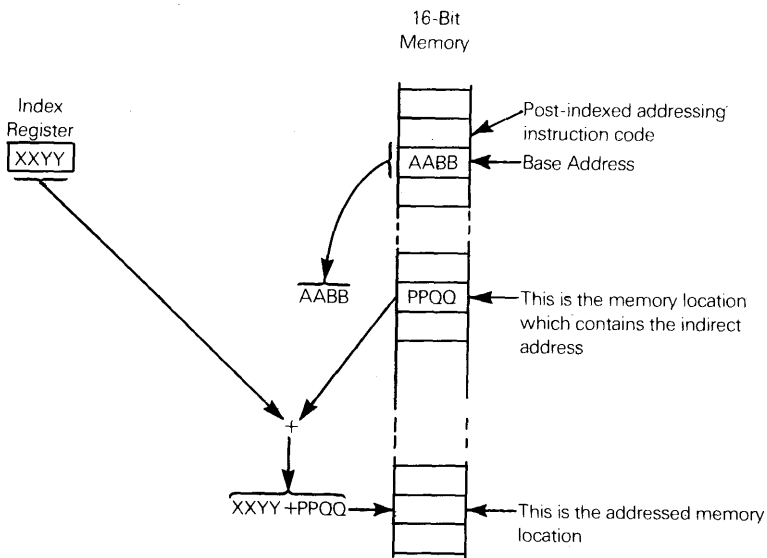 16-Bit
Memory
Index
Register
XXYY
Post-indexed addressing
instruction code
AABB
Base Address
AABB
PPQQ
This is the memory location
which contains the indirect
address
+
XXYY+PPQQ
This is the addressed memory
location